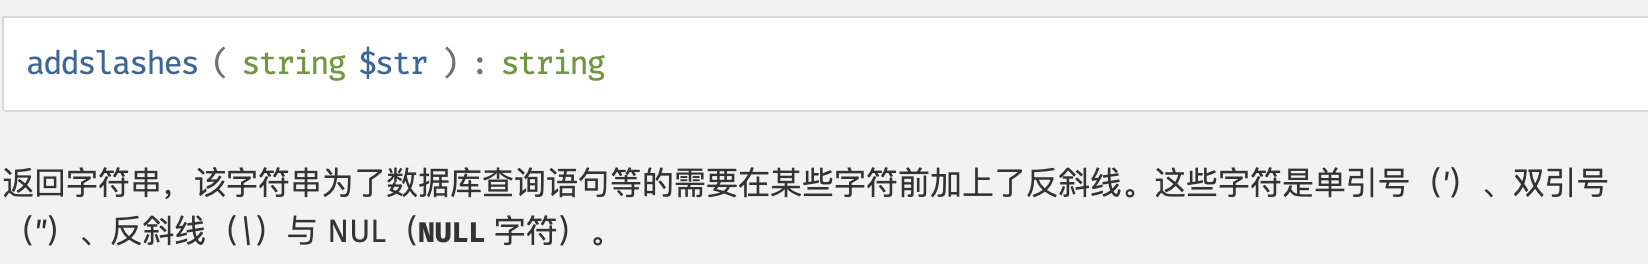 addslashes ( string $str ) : string
返回字符串，该字符串为了数据库查询语句等的需要在某些字符前加上了反斜线。这些字符是单引号（'）、双引号
（"）、反斜线（\）与 NUL（NULL 字符）。